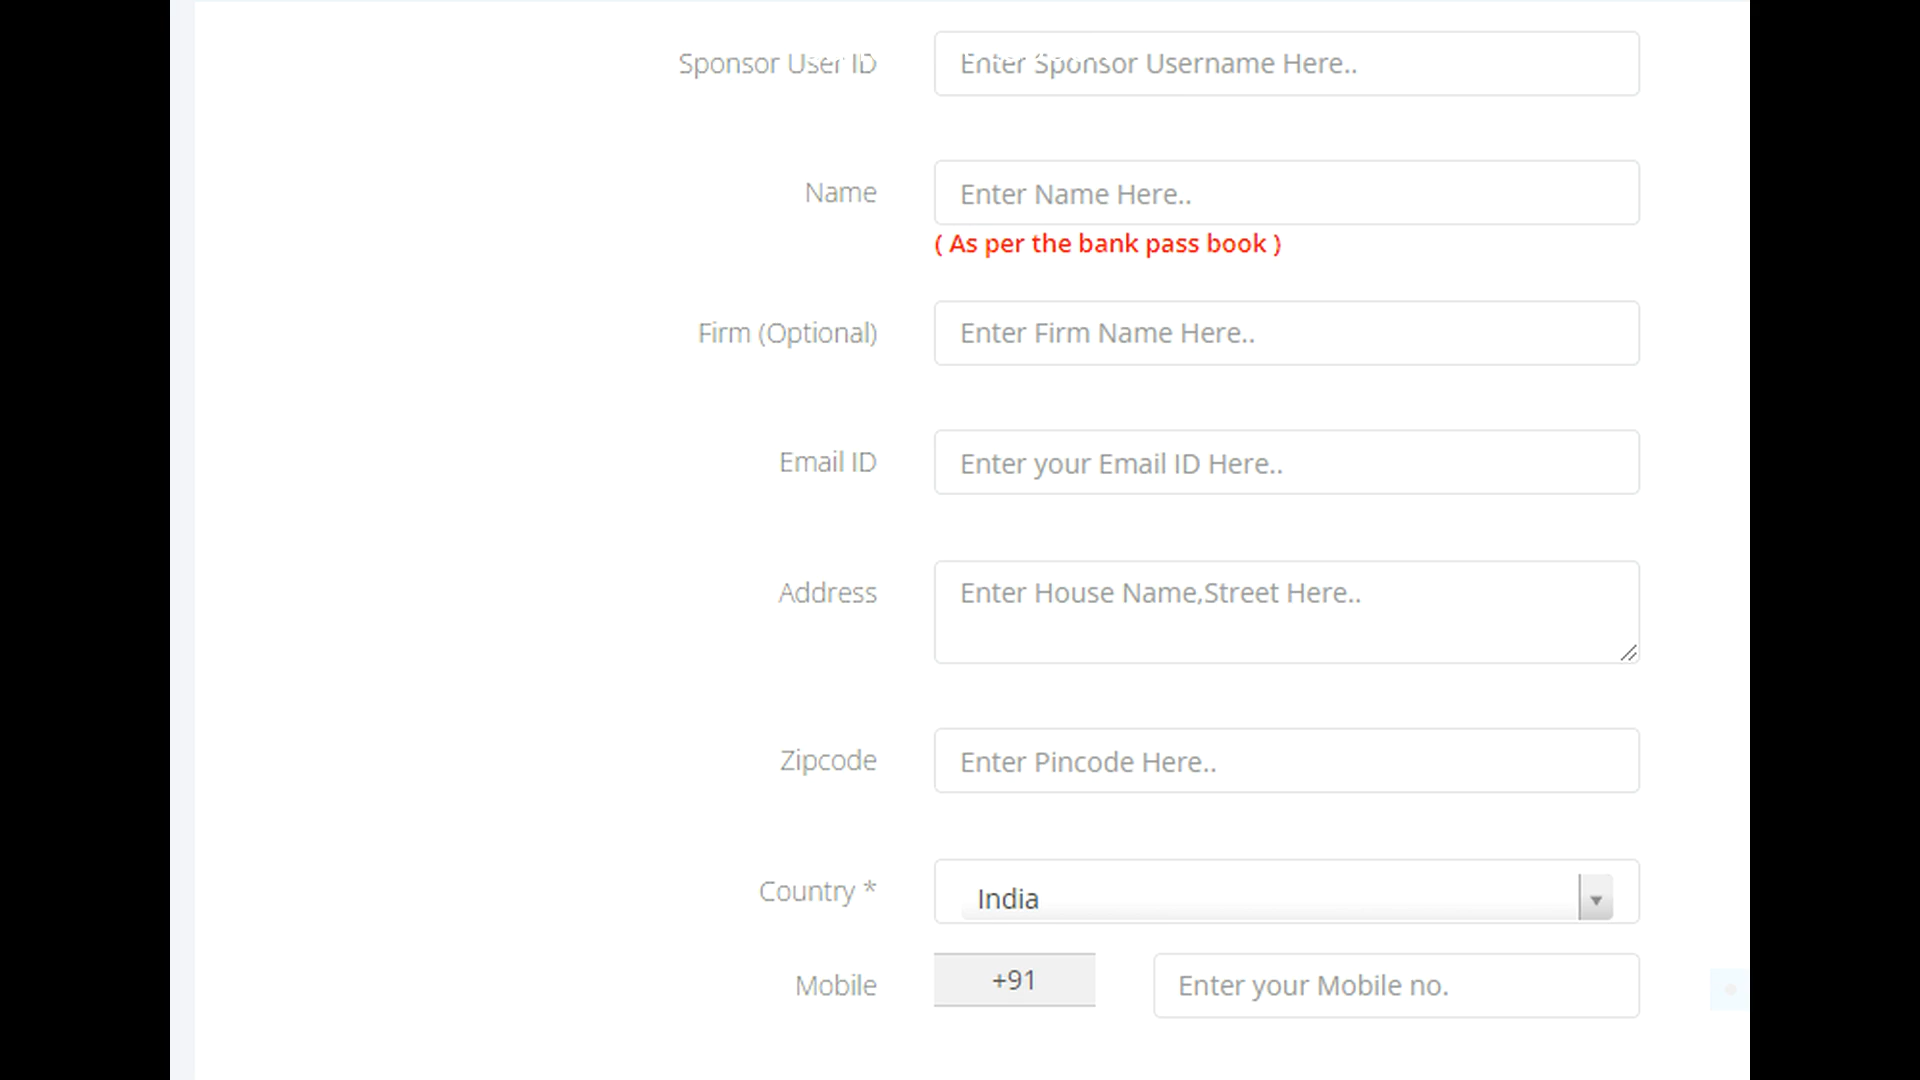 Sponsor User ID Enter Sponsor Username Here..
Name Enter Name Here..
( As per the bank pass book )
Firm (Optional) Enter Firm Name Here..
Email ID Enter your Email ID Here..
Address Enter House Name,Street Here..
Zipcode Enter Pincode Here..
Country * India
Mobile +91 Enter your Mobile no.